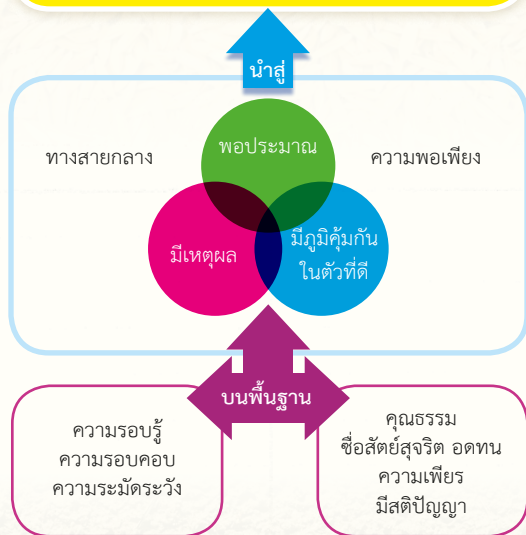 นำสู่
ทางสายกลาง
พอประมาณ
ความพอเพียง
มีเหตุผล
มีภูมิคุ้มกัน
ในตัวที่ดี
บนพื้นฐาน
ความรอบรู้
ความรอบคอบ
ความระมัดระวัง
คุณธรรม
ซื่อสัตย์สุจริต อดทน
ความเพียร
มีสติปัญญา